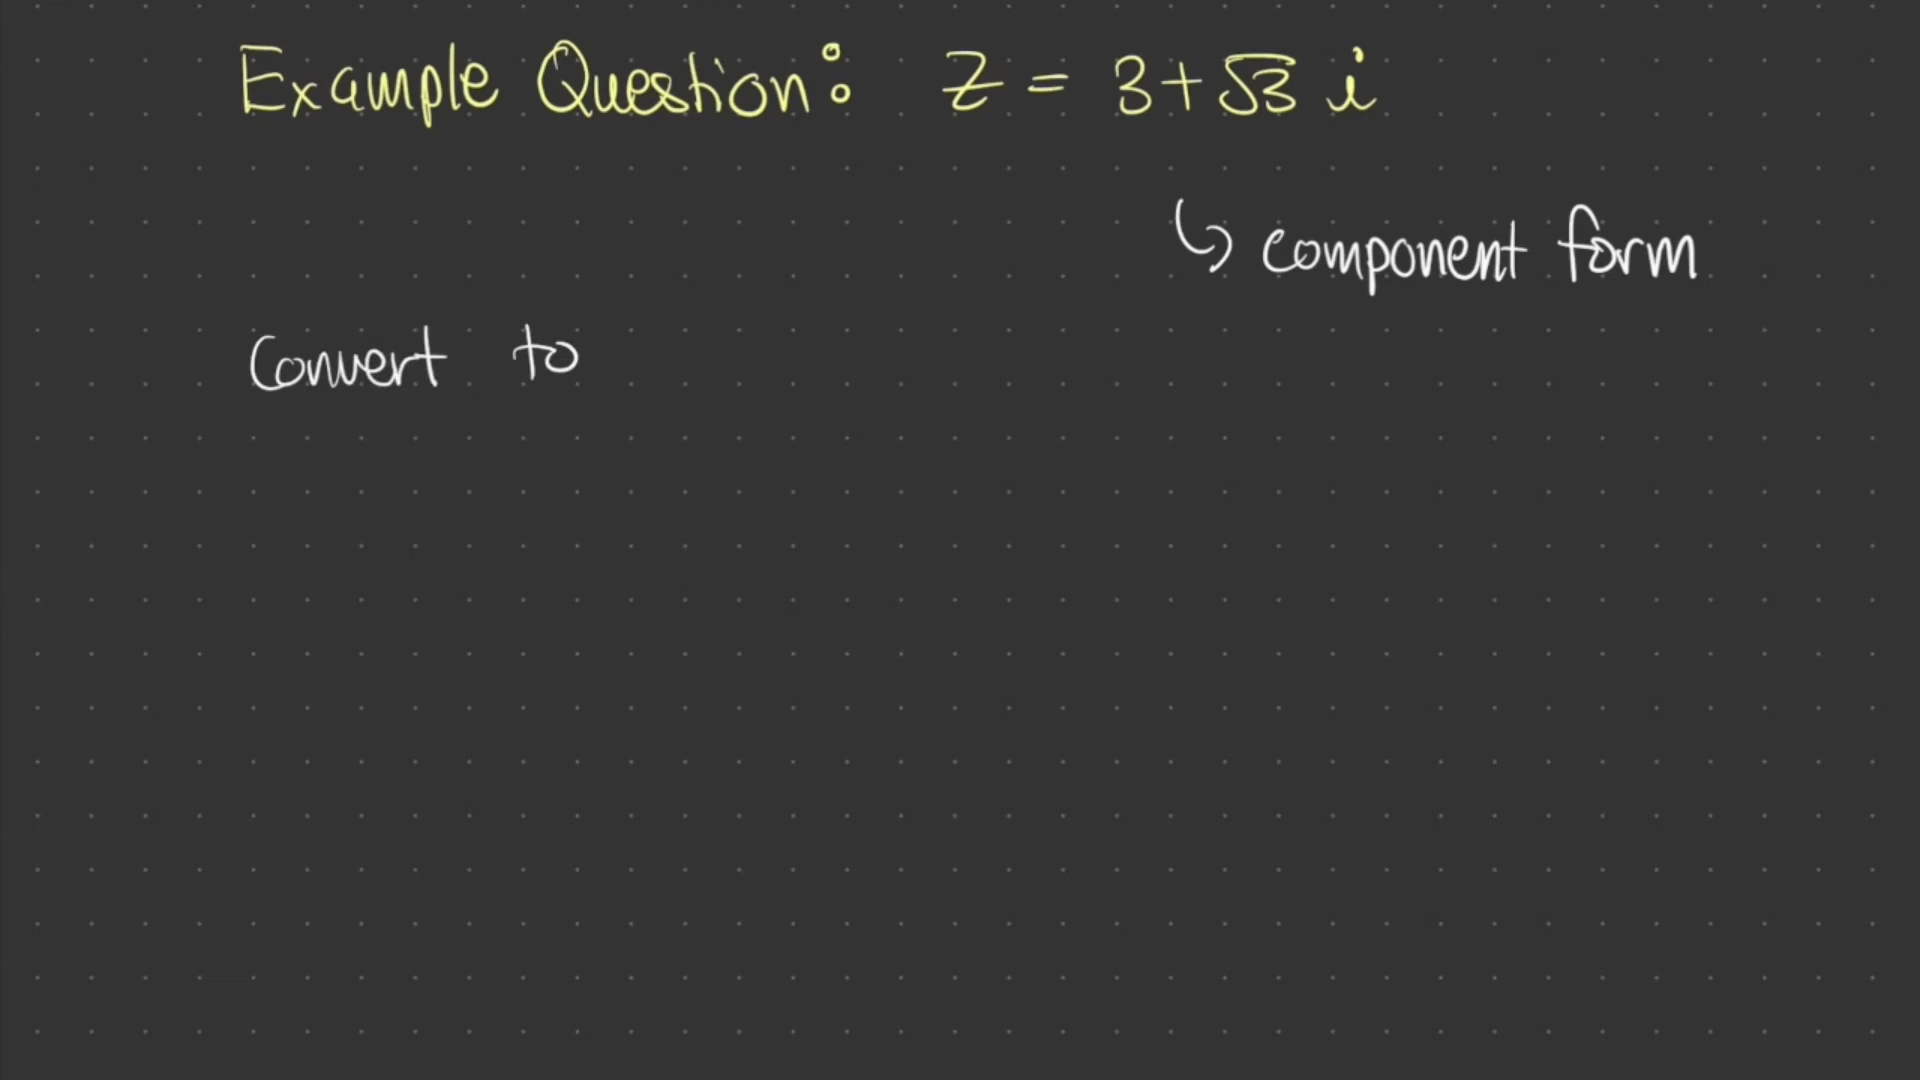 Example Question: Z = 3+√3 i
↳ component form
Convert to